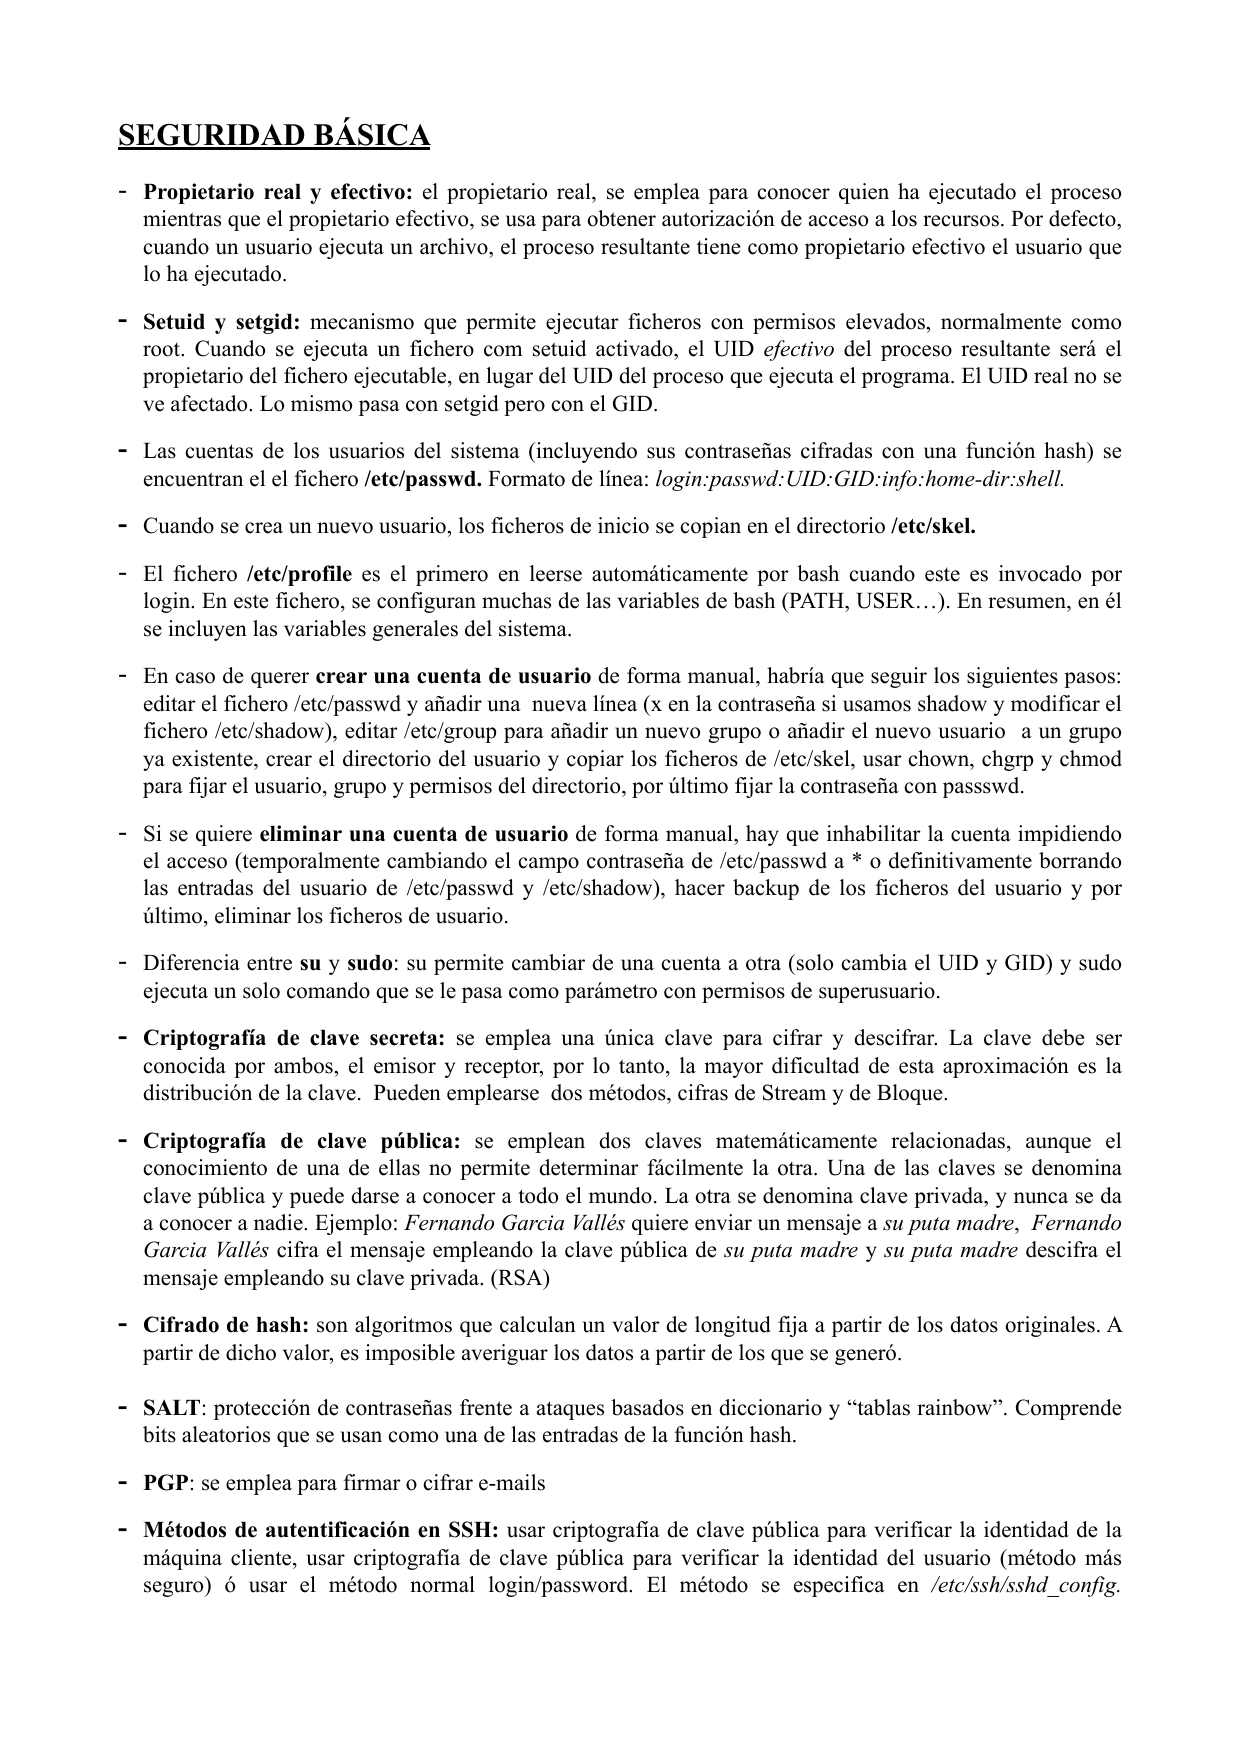 SEGURIDAD BÁSICA
- Propietario real y efectivo: el propietario real, se emplea para conocer quien ha ejecutado el proceso
mientras que el propietario efectivo, se usa para obtener autorización de acceso a los recursos. Por defecto,
cuando un usuario ejecuta un archivo, el proceso resultante tiene como propietario efectivo el usuario que
lo ha ejecutado.
- Setuid y setgid: mecanismo que permite ejecutar ficheros con permisos elevados, normalmente como
root. Cuando se ejecuta un fichero com setuid activado, el UID efectivo del proceso resultante será el
propietario del fichero ejecutable, en lugar del UID del proceso que ejecuta el programa. El UID real no se
ve afectado. Lo mismo pasa con setgid pero con el GID.
- Las cuentas de los usuarios del sistema (incluyendo sus contraseñas cifradas con una función hash) se
encuentran el el fichero /etc/passwd. Formato de línea: login:passwd:UID:GID:info:home-dir:shell.
- Cuando se crea un nuevo usuario, los ficheros de inicio se copian en el directorio /etc/skel.
- El fichero /etc/profile es el primero en leerse automáticamente por bash cuando este es invocado por
login. En este fichero, se configuran muchas de las variables de bash (PATH, USER…). En resumen, en él
se incluyen las variables generales del sistema.
- En caso de querer crear una cuenta de usuario de forma manual, habría que seguir los siguientes pasos:
editar el fichero /etc/passwd y añadir una nueva línea (x en la contraseña si usamos shadow y modificar el
fichero /etc/shadow), editar /etc/group para añadir un nuevo grupo o añadir el nuevo usuario a un grupo
ya existente, crear el directorio del usuario y copiar los ficheros de /etc/skel, usar chown, chgrp y chmod
para fijar el usuario, grupo y permisos del directorio, por último fijar la contraseña con passswd.
- Si se quiere eliminar una cuenta de usuario de forma manual, hay que inhabilitar la cuenta impidiendo
el acceso (temporalmente cambiando el campo contraseña de /etc/passwd a * o definitivamente borrando
las entradas del usuario de /etc/passwd y /etc/shadow), hacer backup de los ficheros del usuario y por
último, eliminar los ficheros de usuario.
- Diferencia entre su y sudo: su permite cambiar de una cuenta a otra (solo cambia el UID y GID) y sudo
ejecuta un solo comando que se le pasa como parámetro con permisos de superusuario.
- Criptografía de clave secreta: se emplea una única clave para cifrar y descifrar. La clave debe ser
conocida por ambos, el emisor y receptor, por lo tanto, la mayor dificultad de esta aproximación es la
distribución de la clave. Pueden emplearse dos métodos, cifras de Stream y de Bloque.
- Criptografía de clave pública: se emplean dos claves matemáticamente relacionadas, aunque el
conocimiento de una de ellas no permite determinar fácilmente la otra. Una de las claves se denomina
clave pública y puede darse a conocer a todo el mundo. La otra se denomina clave privada, y nunca se da
a conocer a nadie. Ejemplo: Fernando Garcia Vallés quiere enviar un mensaje a su puta madre, Fernando
Garcia Vallés cifra el mensaje empleando la clave pública de su puta madre y su puta madre descifra el
mensaje empleando su clave privada. (RSA)
- Cifrado de hash: son algoritmos que calculan un valor de longitud fija a partir de los datos originales. A
partir de dicho valor, es imposible averiguar los datos a partir de los que se generó.
- SALT: protección de contraseñas frente a ataques basados en diccionario y “tablas rainbow”. Comprende
bits aleatorios que se usan como una de las entradas de la función hash.
- PGP: se emplea para firmar o cifrar e-mails
- Métodos de autentificación en SSH: usar criptografía de clave pública para verificar la identidad de la
máquina cliente, usar criptografía de clave pública para verificar la identidad del usuario (método más
seguro) ó usar el método normal login/password. El método se especifica en /etc/ssh/sshd_config.